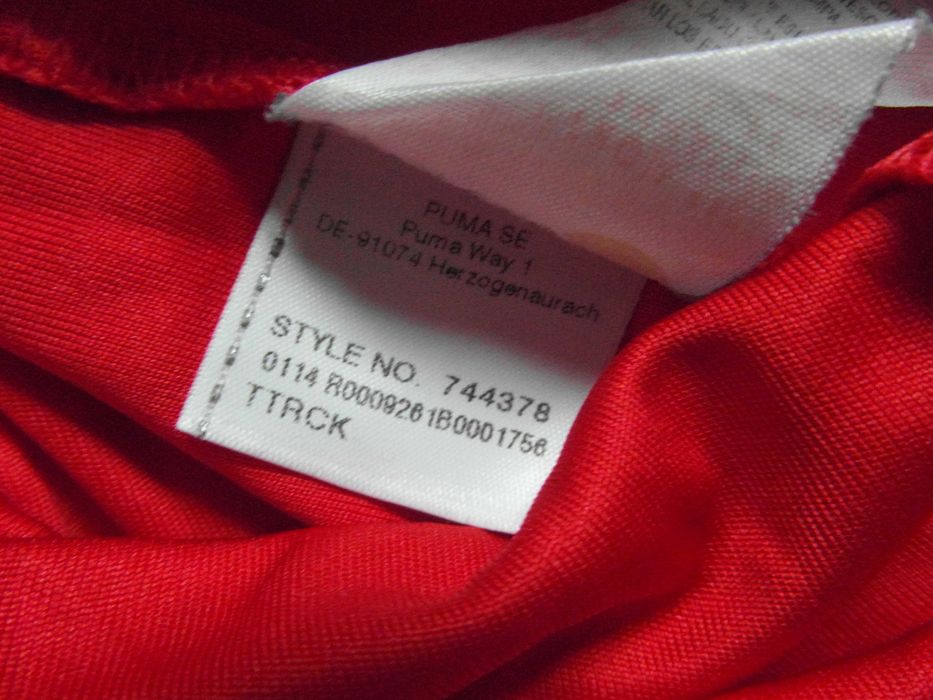 PUMA SE
Puma Way 1
DE-91074 Herzogenaurach
STYLE NO. 744378
0114 R0009261B0001756
TTRCK